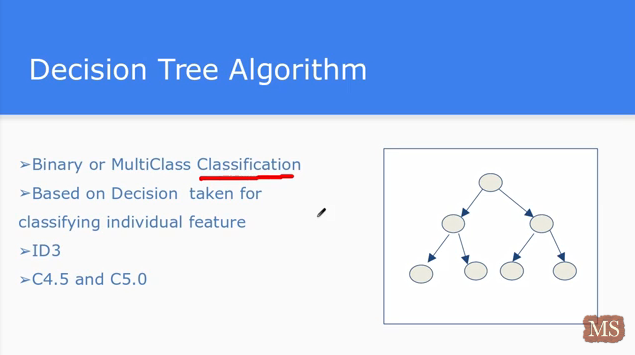 Decision Tree Algorithm
➢Binary or MultiClass Classification
➢Based on Decision taken for
classifying individual feature
➢ID3
➢C4.5 and C5.0
MS